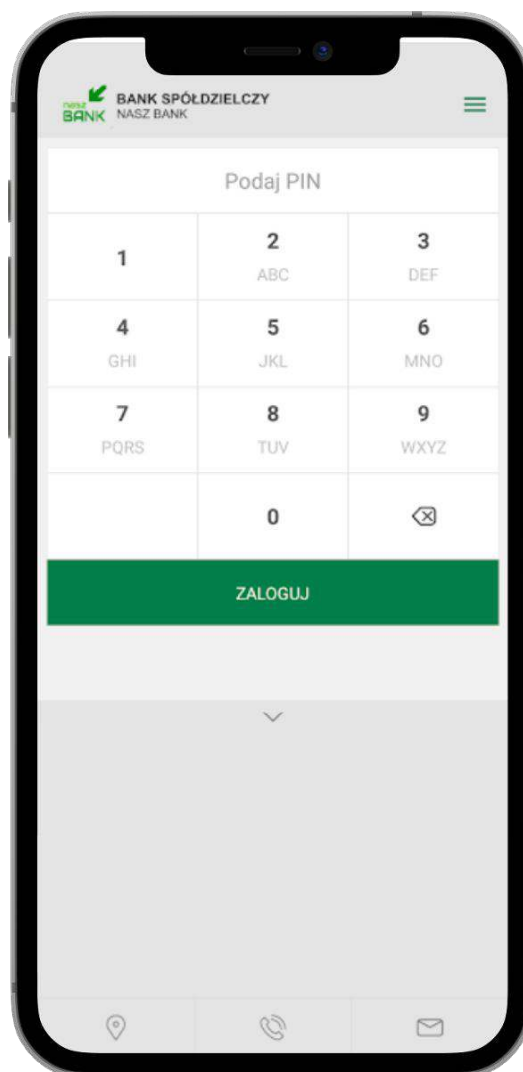 nasz
BANK
BANK SPÓŁDZIELCZY
NASZ BANK
Podaj PIN
1
2
ABC
3
DEF
4
GHI
5
JKL
6
MNO
7
PQRS
8
TUV
9
WXYZ
0
ZALOGUJ